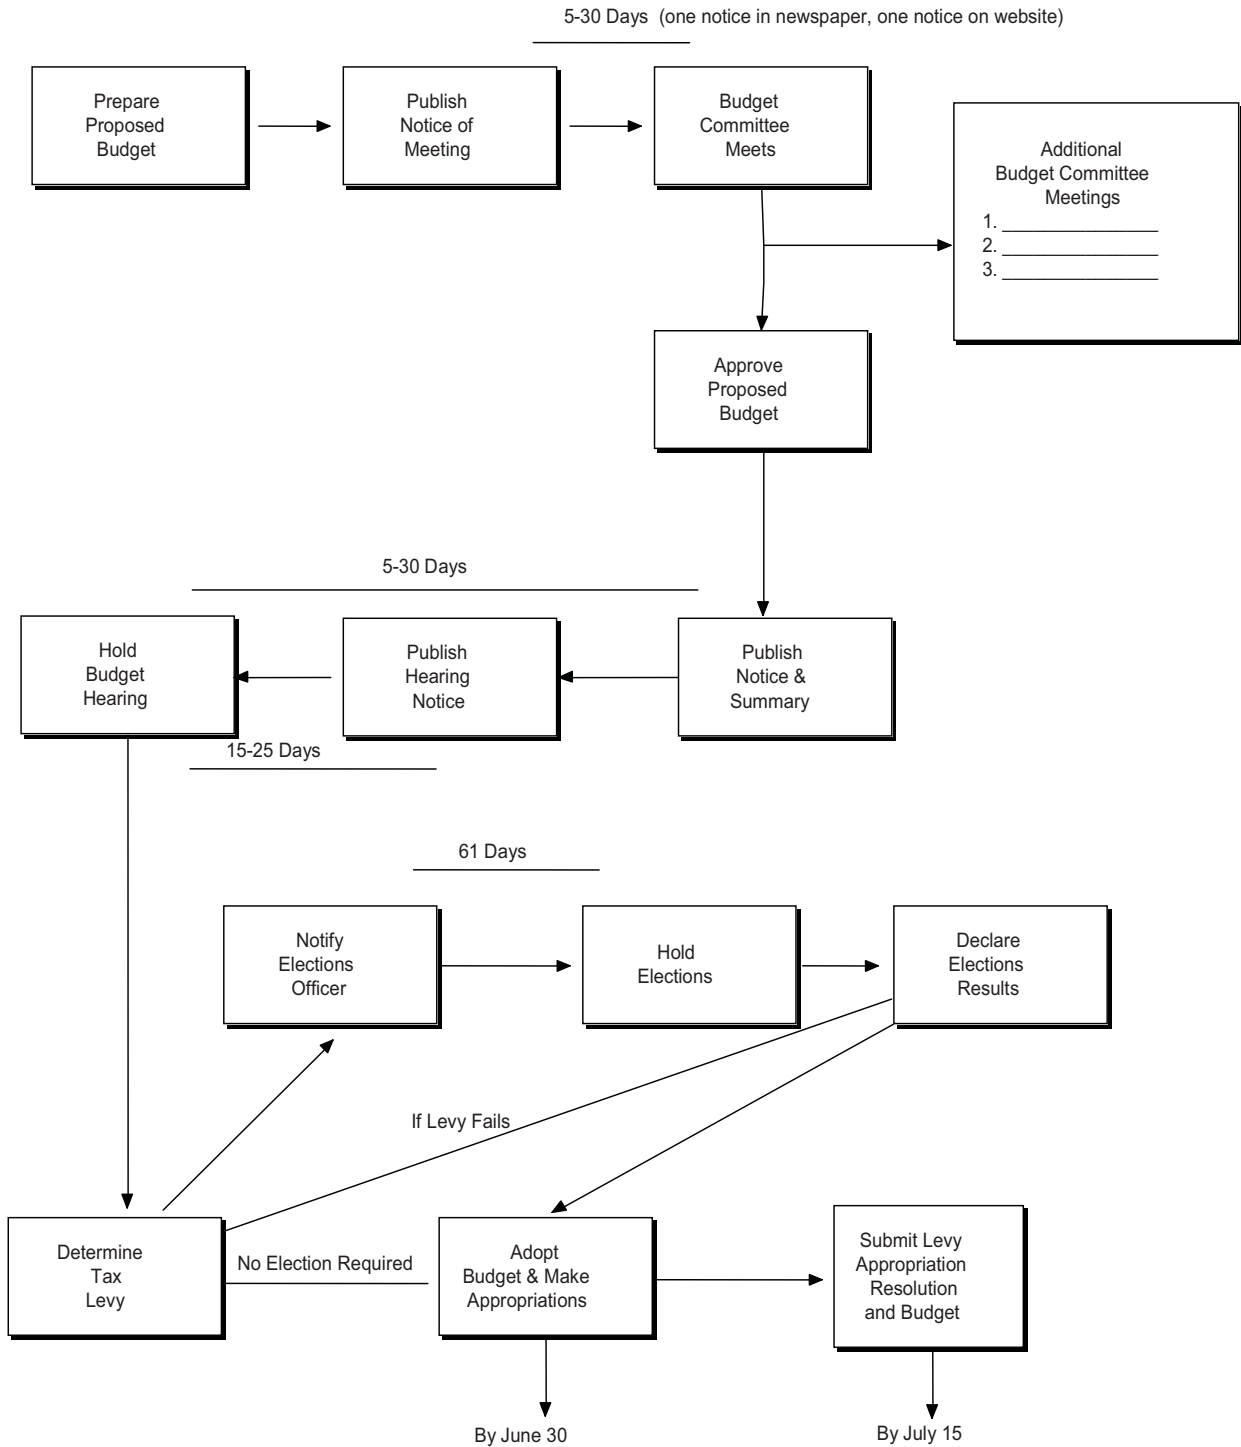 5-30 Days  (one notice in newspaper, one notice on website)
Prepare
Proposed
Budget
Publish
Notice of
Meeting
Budget
Committee
Meets
Additional
Budget Committee
Meetings
1. ________________
2. ________________
3. ________________
Approve
Proposed
Budget
5-30 Days
Hold
Budget
Hearing
Publish
Hearing
Notice
Publish
Notice &
Summary
15-25 Days
61 Days
Notify
Elections
Officer
Hold
Elections
Declare
Elections
Results
If Levy Fails
Determine
Tax
Levy
No Election Required
Adopt
Budget & Make
Appropriations
Submit Levy
Appropriation
Resolution
and Budget
By June 30
By July 15